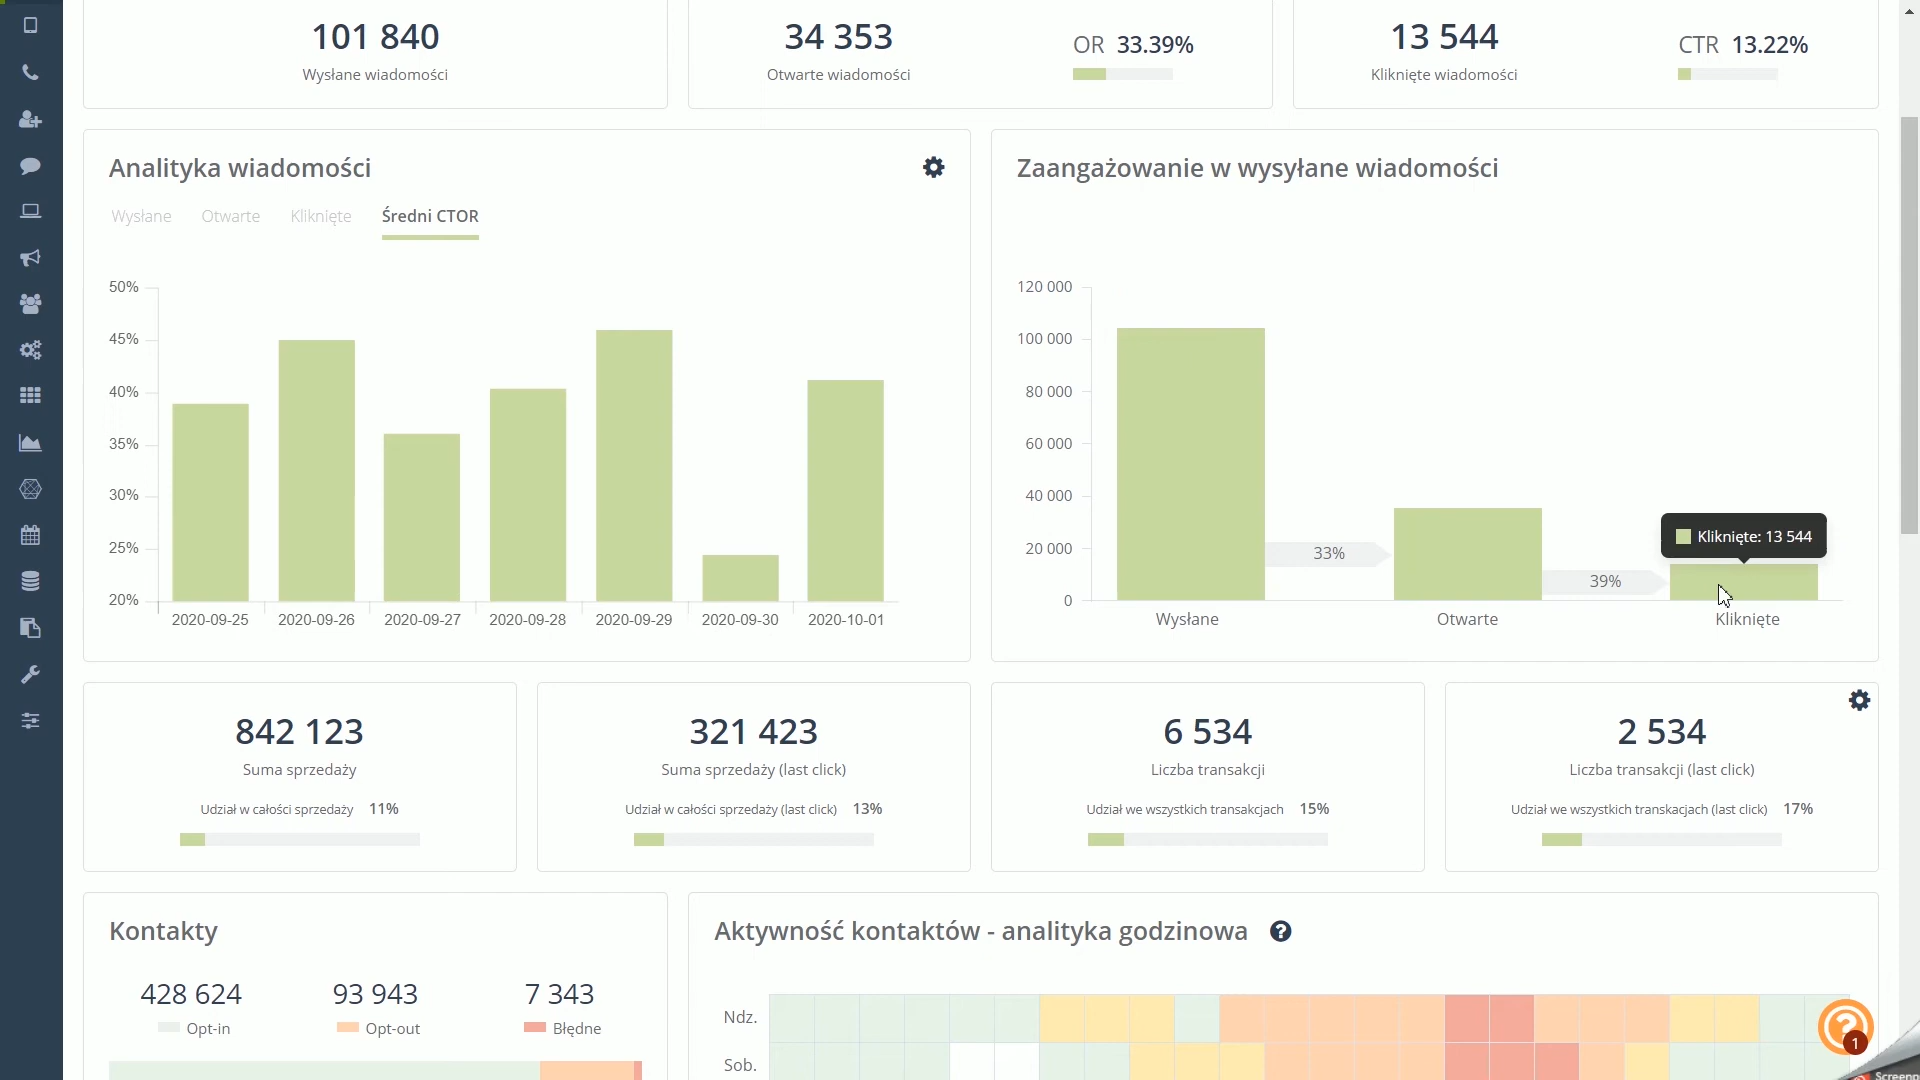 101 840
Wysłane wiadomości
34 353
Otwarte wiadomości
OR 33.39%
13 544
Kliknięte wiadomości
CTR 13.22%
Analityka wiadomości
Wysłane Otwarte Kliknięte Średni CTOR
50%
45%
40%
35%
30%
25%
20%
2020-09-25 2020-09-26 2020-09-27 2020-09-28 2020-09-29 2020-09-30 2020-10-01
Zaangażowanie w wysyłane wiadomości
120 000
100 000
80 000
60 000
40 000
20 000
0
33%
39%
Kliknięte: 13 544
Wysłane Otwarte Kliknięte
842 123
Suma sprzedaży
Udział w całości sprzedaży 11%
321 423
Suma sprzedaży (last click)
Udział w całości sprzedaży (last click) 13%
6 534
Liczba transakcji
Udział we wszystkich transakcjach 15%
2 534
Liczba transakcji (last click)
Udział we wszystkich transkacjach (last click) 17%
Kontakty
428 624 93 943 7 343
Opt-in Opt-out Błędne
Aktywność kontaktów - analityka godzinowa
Ndz.
Sob.
1